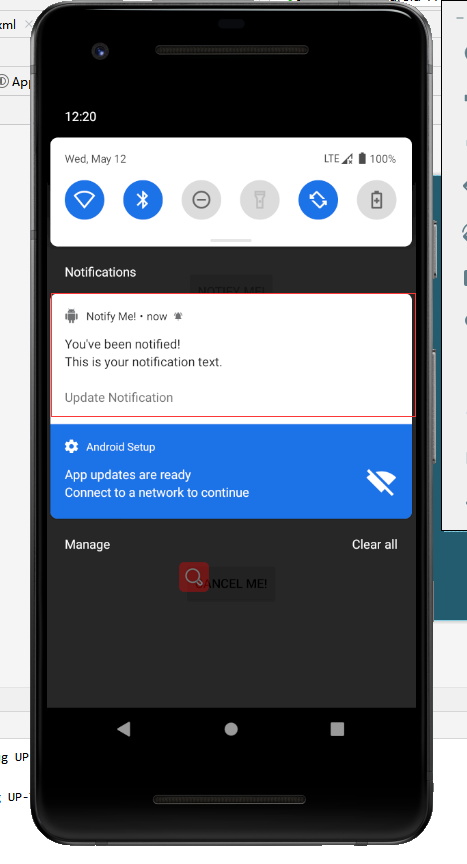 xml
App
12:20
Wed, May 12
LTE
100%
Notifications
NOTIFY ME!
Notify Me! • now
You've been notified!
This is your notification text.
Update Notification
Android Setup
App updates are ready
Connect to a network to continue
Manage
Clear all
CANCEL ME!
UP
UP-